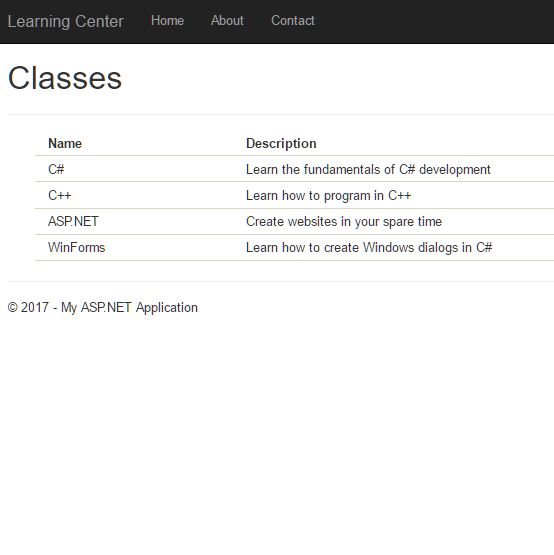 Learning Center Home About Contact
Classes
Name Description
C# Learn the fundamentals of C# development
C++ Learn how to program in C++
ASP.NET Create websites in your spare time
WinForms Learn how to create Windows dialogs in C#
© 2017 - My ASP.NET Application